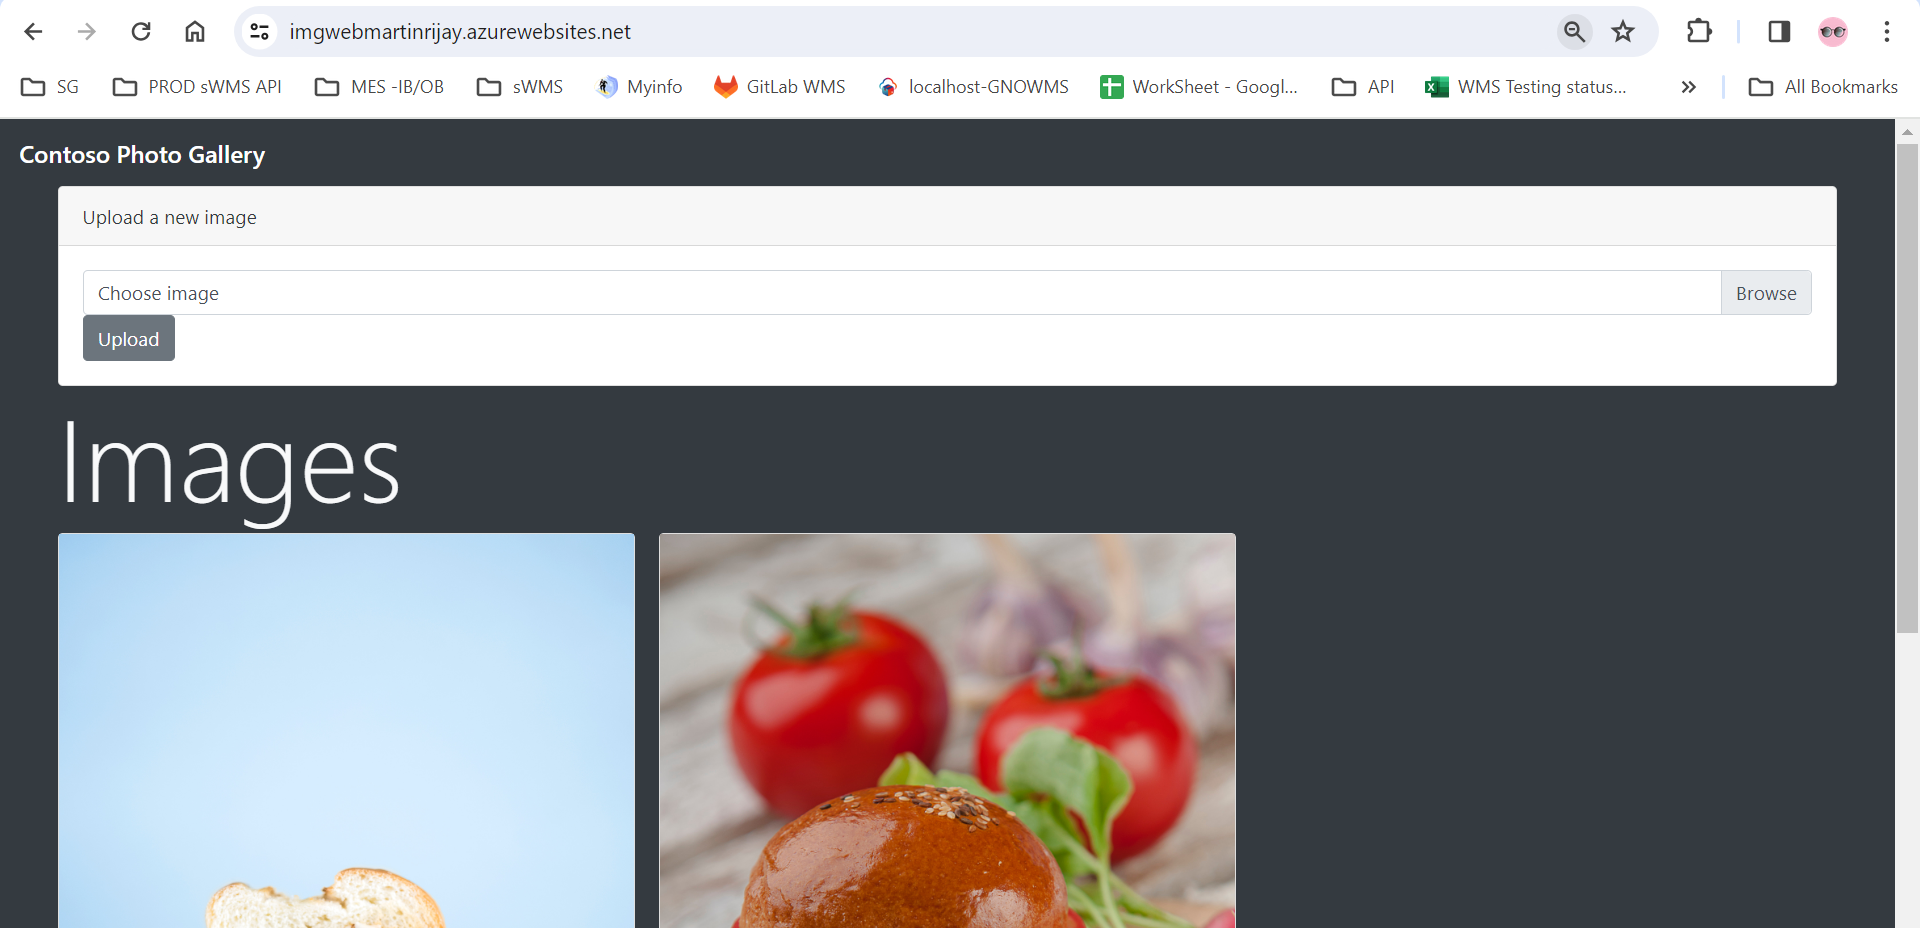 imgwebmartinrijay.azurewebsites.net
SG PROD sWMS API MES -IB/OB sWMS Myinfo GitLab WMS localhost-GNOWMS WorkSheet - Googl... API WMS Testing status... All Bookmarks
Contoso Photo Gallery
Upload a new image
Choose image Browse
Upload
Images